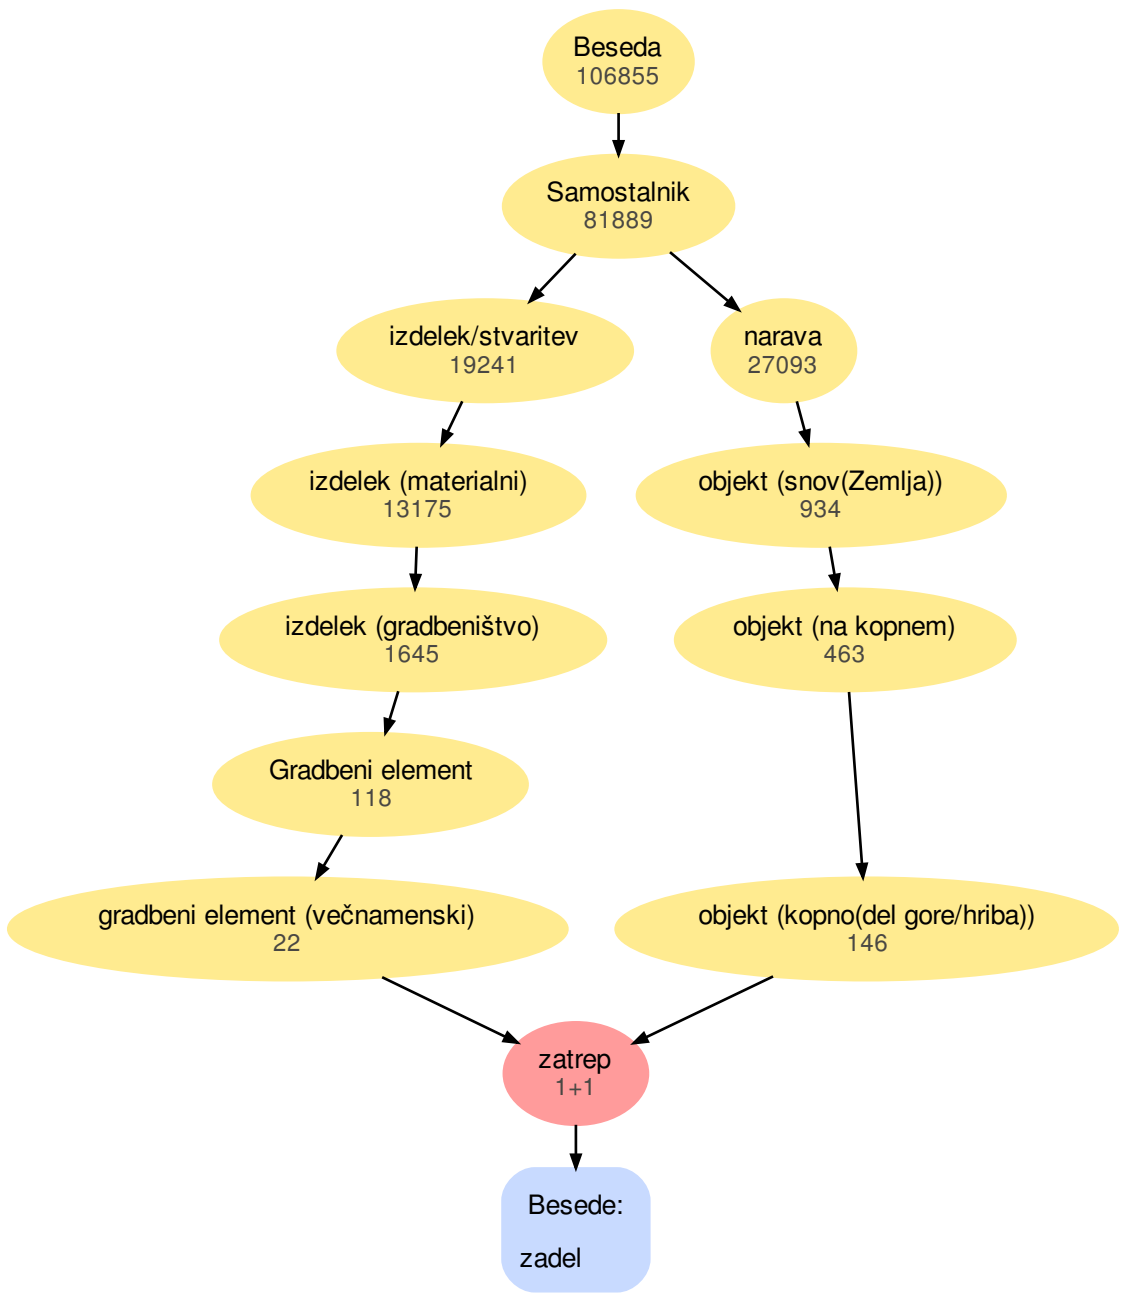 Beseda
106855
Samostalnik
81889
izdelek/stvaritev
19241
narava
27093
izdelek (materialni)
13175
objekt (snov(Zemlja))
934
izdelek (gradbeništvo)
1645
objekt (na kopnem)
463
Gradbeni element
118
gradbeni element (večnamenski)
22
objekt (kopno(del gore/hriba))
146
zatrep
1+1
Besede:
zadel